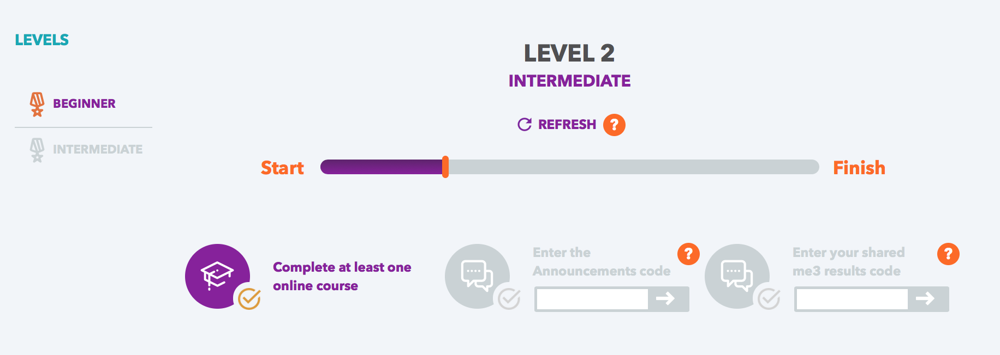 LEVELS
BEGINNER
INTERMEDIATE
LEVEL 2
INTERMEDIATE
REFRESH ?
Start
Finish
Complete at least one
online course
Enter the
Announcements code
?
Enter your shared
me3 results code
?